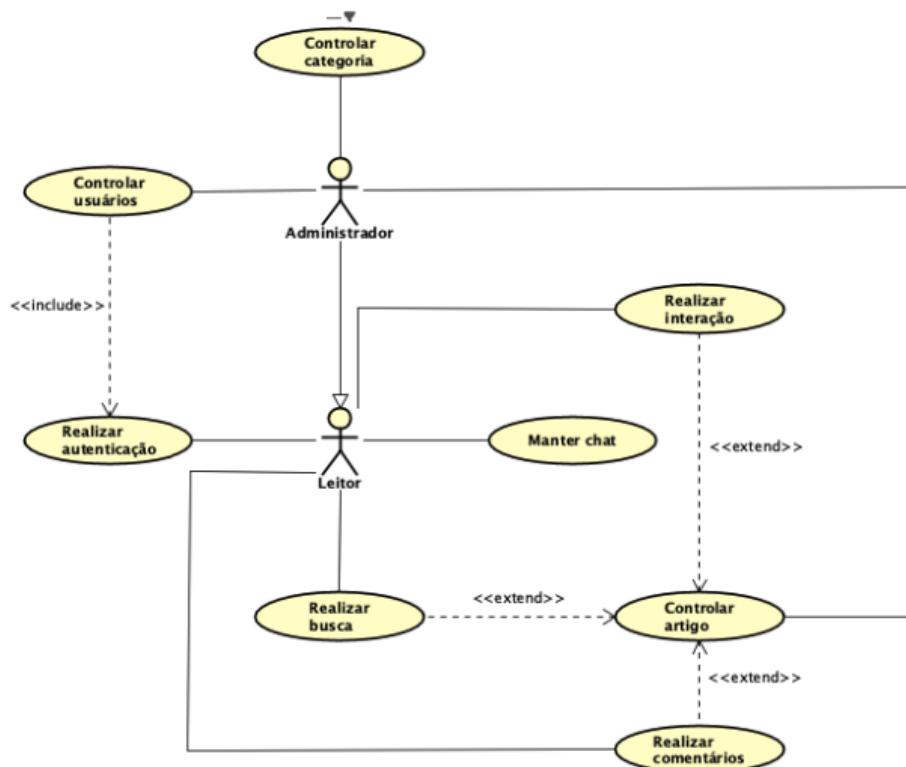 Controlar
categoria
Controlar
usuários
Administrador
<<include>>
Realizar
interação
Realizar
autenticação
Manter chat
<<extend>>
Leitor
<<extend>>
Realizar
busca
Controlar
artigo
<<extend>>
Realizar
comentários